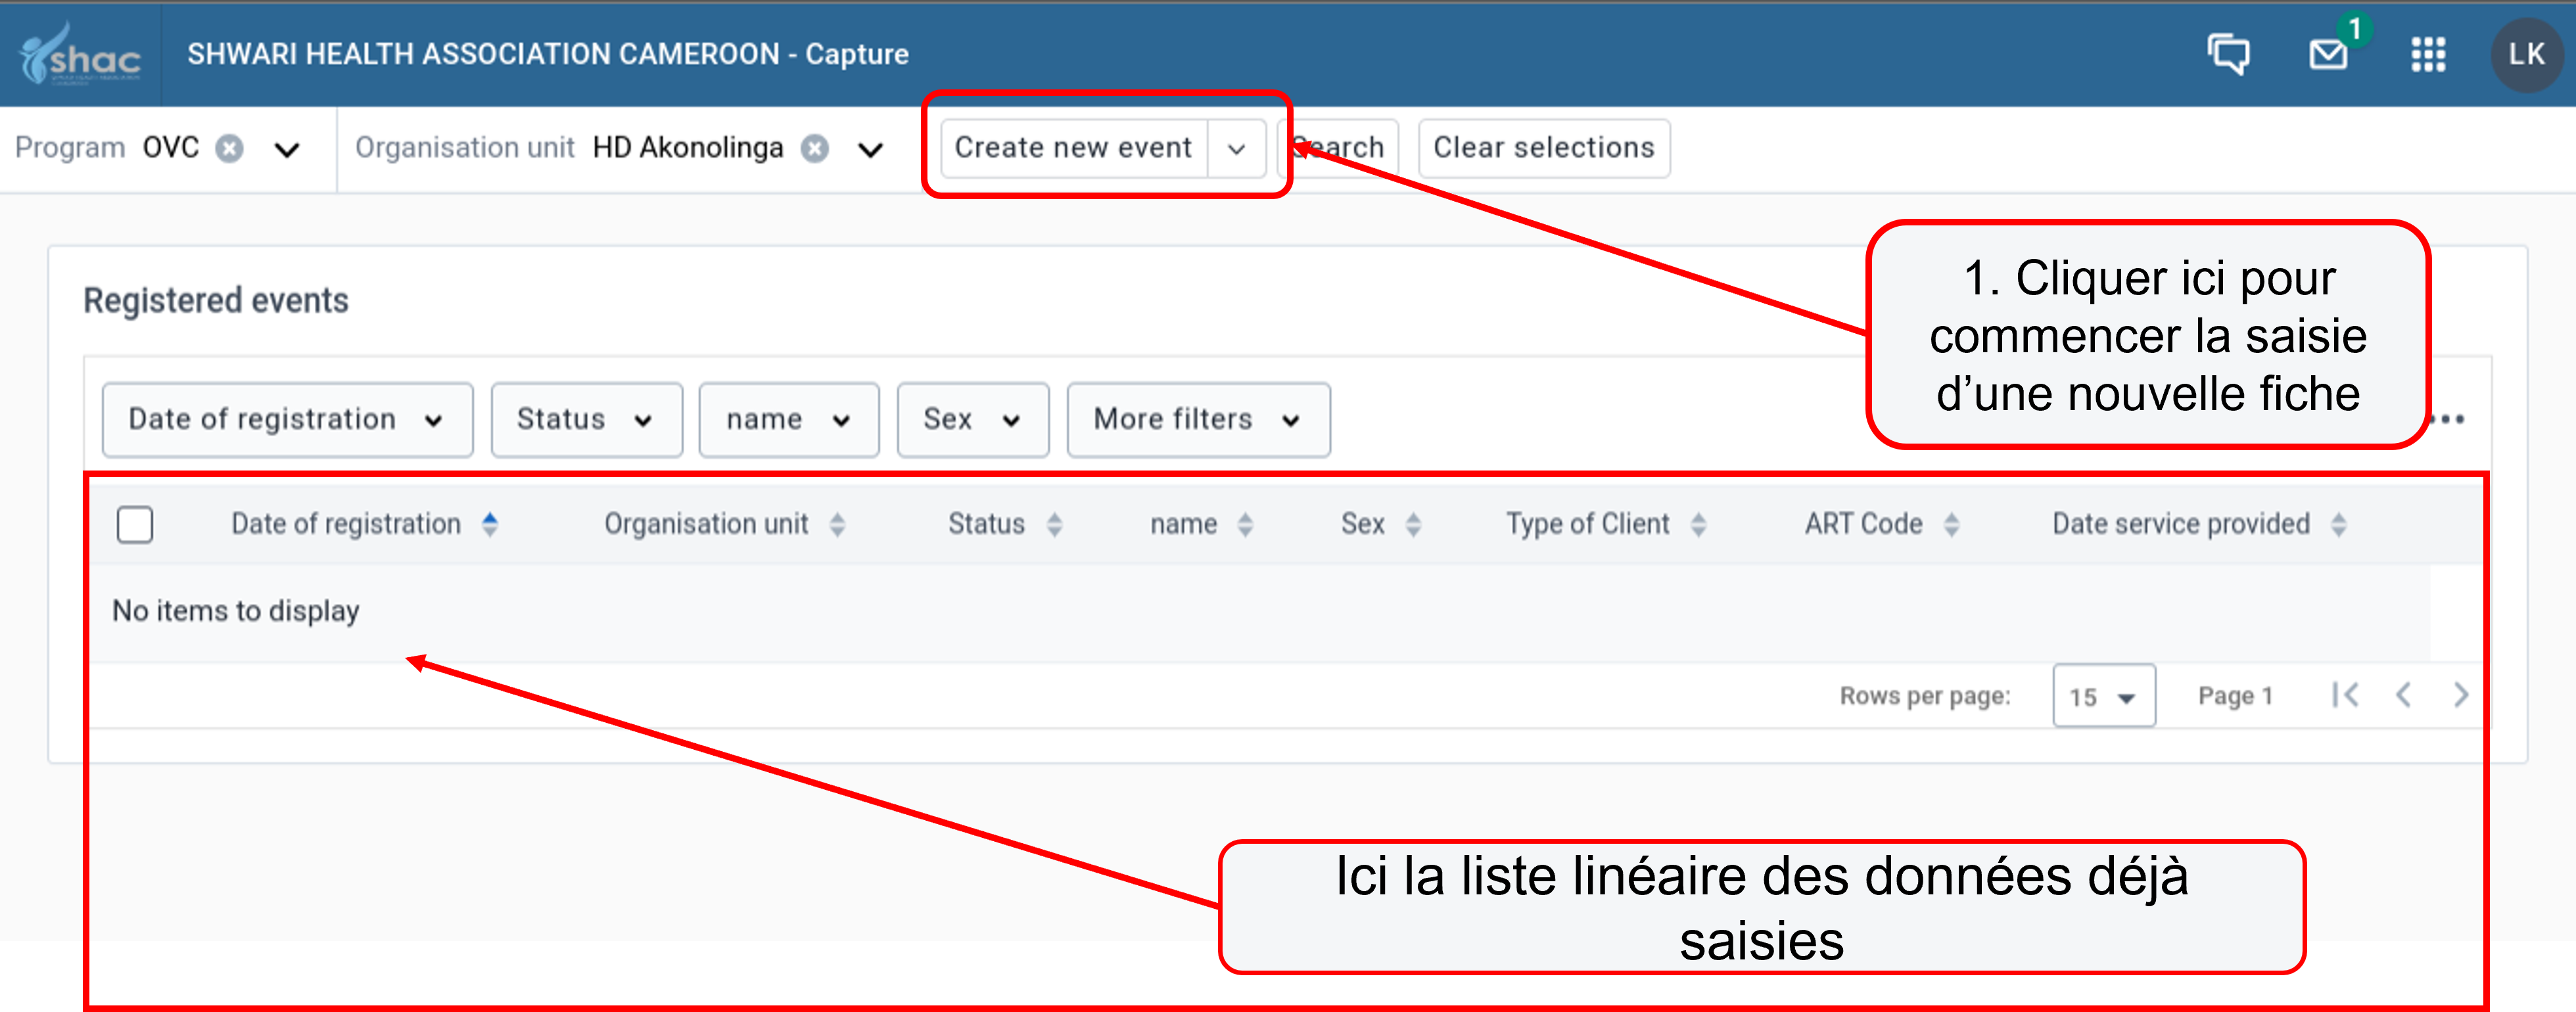 shac
SHWARI HEALTH ASSOCIATION CAMEROON - Capture
1
LK
Program OVC
Organisation unit HD Akonolinga
Create new event
Search
Clear selections
1. Cliquer ici pour
commencer la saisie
d’une nouvelle fiche
Registered events
Date of registration
Status
name
Sex
More filters
Date of registration
Organisation unit
Status
name
Sex
Type of Client
ART Code
Date service provided
No items to display
Rows per page:
15
Page 1
Ici la liste linéaire des données déjà
saisies